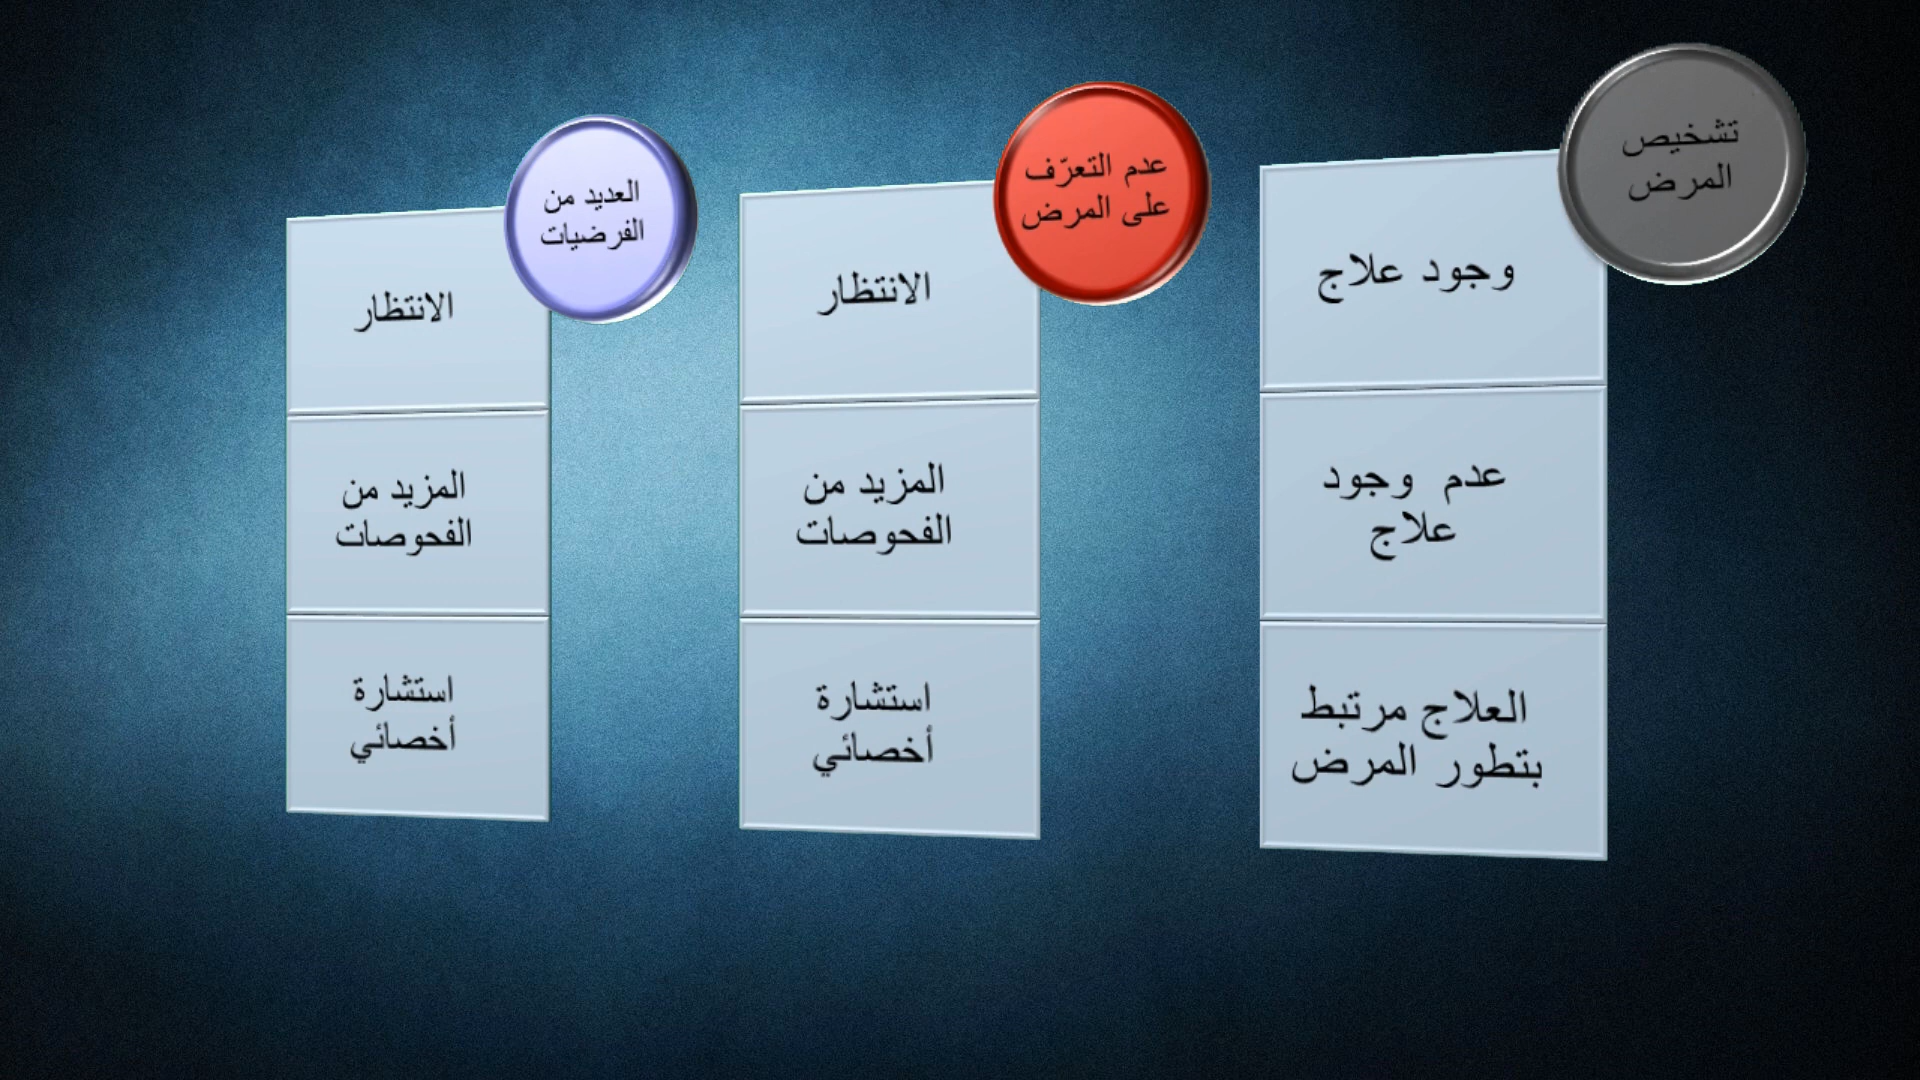 تشخيص
المرض
وجود علاج
عدم وجود
علاج
العلاج مرتبط
بتطور المرض
عدم التعرّف
على المرض
الانتظار
المزيد من
الفحوصات
استشارة
أخصائي
العديد من
الفرضيات
الانتظار
المزيد من
الفحوصات
استشارة
أخصائي